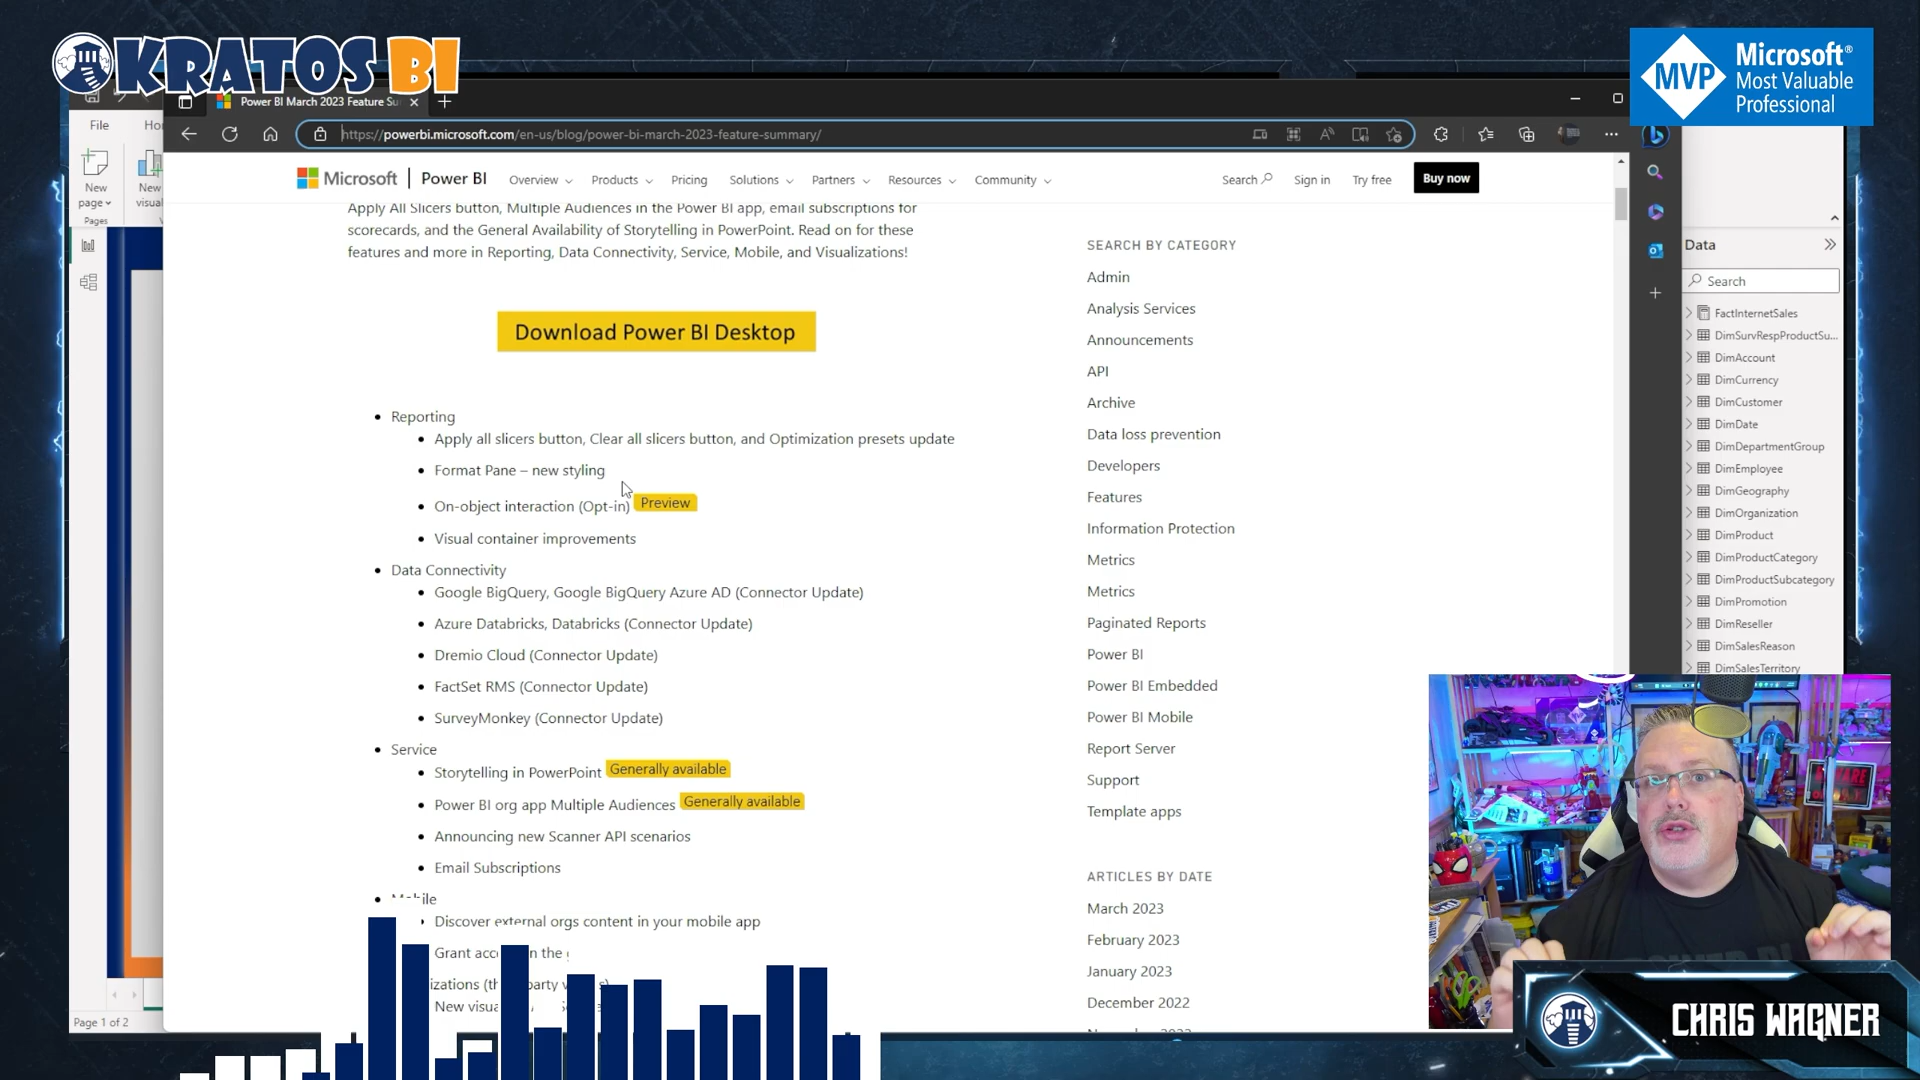 KRATOS BI
MVP
Microsoft®
Most Valuable
Professional
Power BI March 2023 Feature Su
https://powerbi.microsoft.com/en-us/blog/power-bi-march-2023-feature-summary/
File
New
page
Pages
New
visual
Microsoft
Power BI
Overview
Products
Pricing
Solutions
Partners
Resources
Community
Search
Sign in
Try free
Buy now
Apply All Slicers button, Multiple Audiences in the Power BI app, email subscriptions for
scorecards, and the General Availability of Storytelling in PowerPoint. Read on for these
features and more in Reporting, Data Connectivity, Service, Mobile, and Visualizations!
Download Power BI Desktop
Reporting
Apply all slicers button, Clear all slicers button, and Optimization presets update
Format Pane – new styling
On-object interaction (Opt-in) Preview
Visual container improvements
Data Connectivity
Google BigQuery, Google BigQuery Azure AD (Connector Update)
Azure Databricks, Databricks (Connector Update)
Dremio Cloud (Connector Update)
FactSet RMS (Connector Update)
SurveyMonkey (Connector Update)
Service
Storytelling in PowerPoint Generally available
Power BI org app Multiple Audiences Generally available
Announcing new Scanner API scenarios
Email Subscriptions
Discover external orgs content in your mobile app
Grant
New
SEARCH BY CATEGORY
Admin
Analysis Services
Announcements
API
Archive
Data loss prevention
Developers
Features
Information Protection
Metrics
Metrics
Paginated Reports
Power BI
Power BI Embedded
Power BI Mobile
Report Server
Support
Template apps
ARTICLES BY DATE
March 2023
February 2023
January 2023
December 2022
Data
Search
FactInternetSales
DimSurvRespProductSu...
DimAccount
DimCurrency
DimCustomer
DimDate
DimDepartmentGroup
DimEmployee
DimGeography
DimOrganization
DimProduct
DimProductCategory
DimProductSubcategory
DimPromotion
DimReseller
DimSalesReason
DimSalesTerritory
Page 1 of 2
CHRIS WAGNER